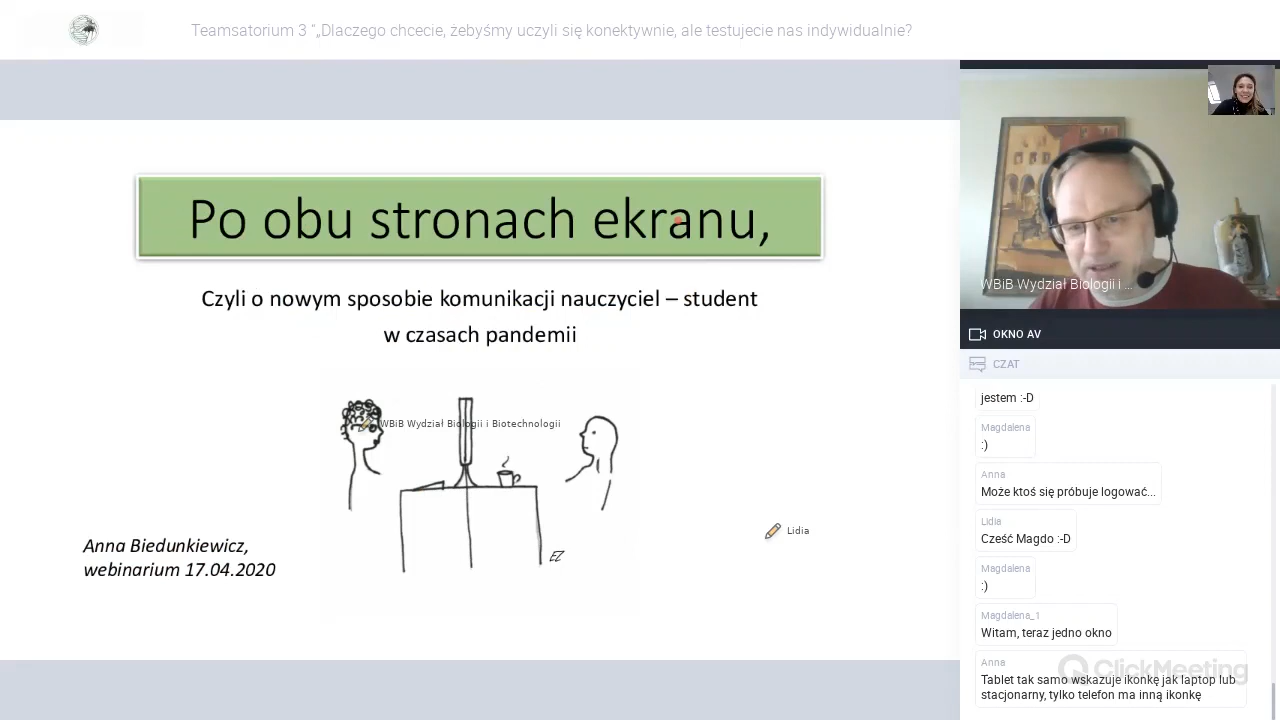 Teamsatorium 3 "„Dlaczego chcecie, żebyśmy uczyli się konektywnie, ale testujecie nas indywidualnie?
Po obu stronach ekranu,
Czyli o nowym sposobie komunikacji nauczyciel – student
w czasach pandemii
WBiB Wydział Biologii i Biotechnologii
EZ
Lidia
Anna Biedunkiewicz,
webinarium 17.04.2020
WBiB Wydział Biologii i ...
OKNO AV
CZAT
jestem :-D
Magdalena
:)
Anna
Może ktoś się próbuje logować...
Lidia
Cześć Magdo :-D
Magdalena
:)
Magdalena_1
Witam, teraz jedno okno
Anna
Tablet tak samo wskazuje ikonkę jak laptop lub
stacjonarny, tylko telefon ma inną ikonkę
ClickMeeting